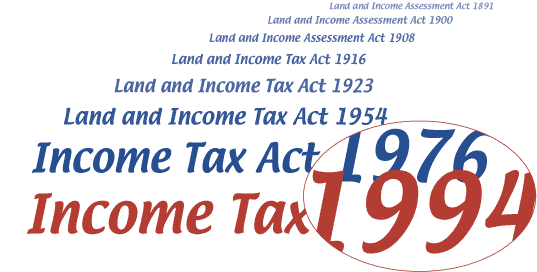 Land and Income Assessment Act 1891
Land and Income Assessment Act 1900
Land and Income Assessment Act 1908
Land and Income Tax Act 1916
Land and Income Tax Act 1923
Land and Income Tax Act 1954
Income Tax Act 1976
Income Tax 1994